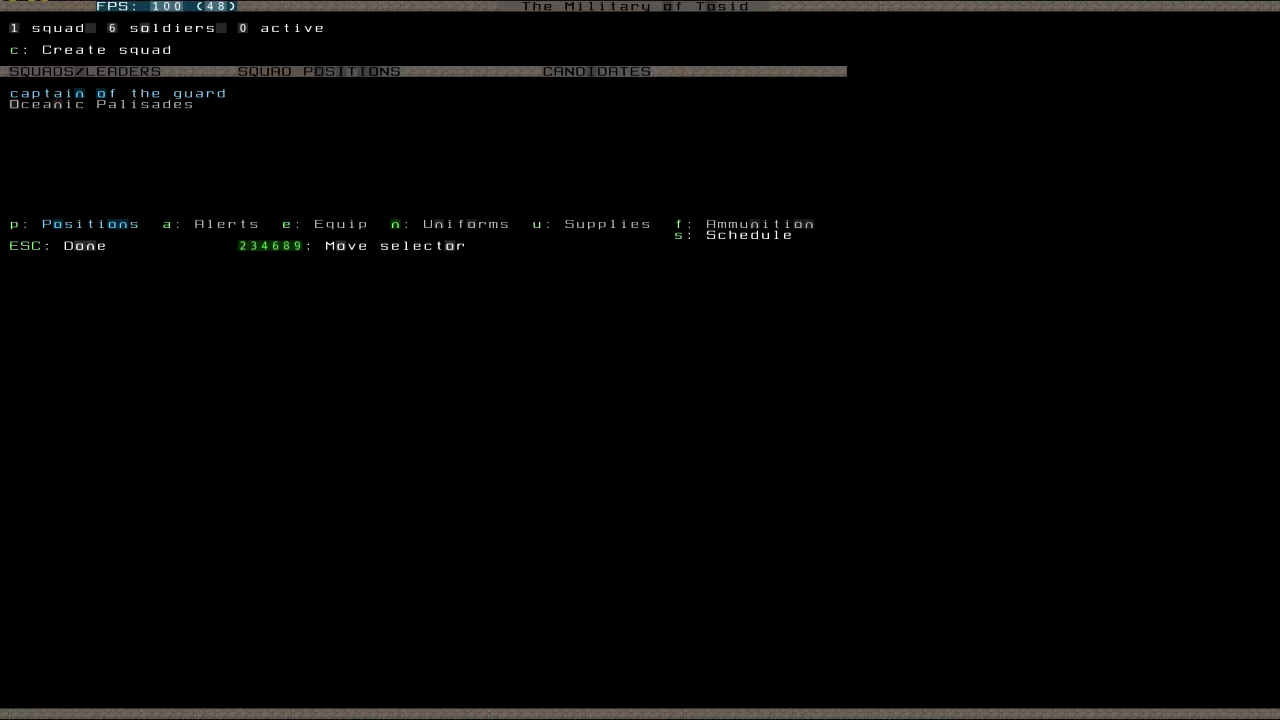 FPS: 100 (48) The Military of Tosid
1 squad 6 soldiers 0 active
c: Create squad
SQUADS/LEADERS SQUAD POSITIONS CANDIDATES
captain of the guard
Oceanic Palisades
p: Positions a: Alerts e: Equip n: Uniforms u: Supplies f: Ammunition
s: Schedule
ESC: Done 234689: Move selector